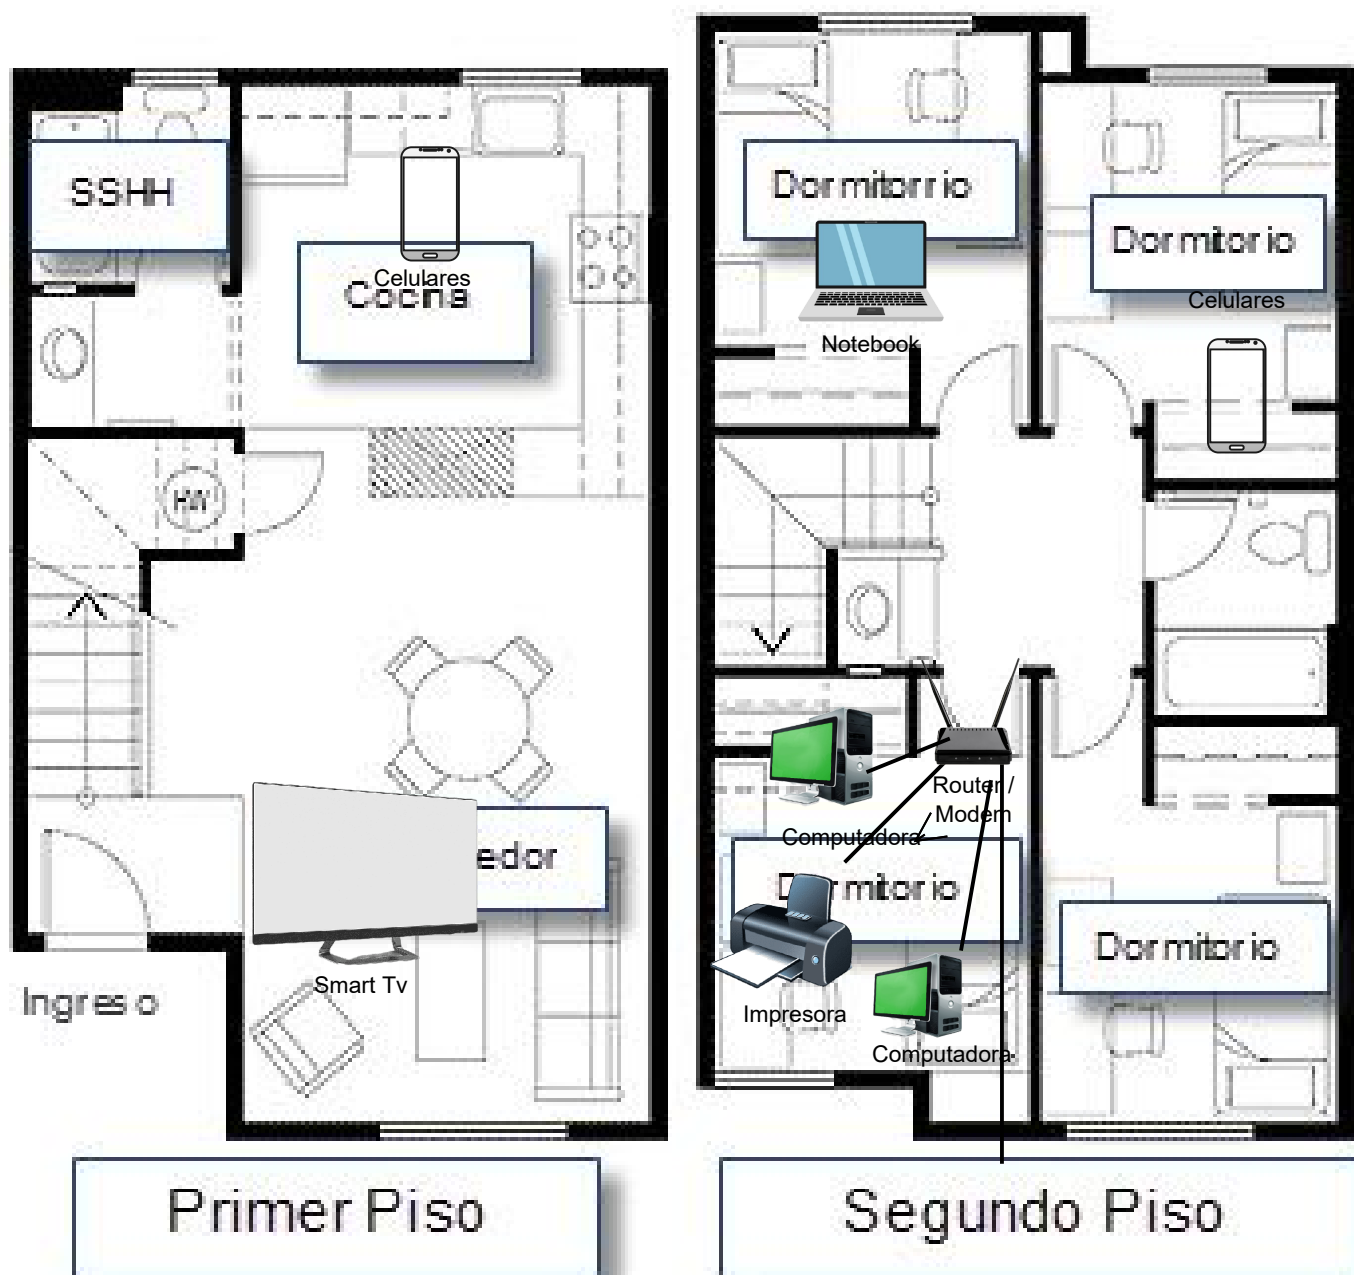 SSHH
Celulares
Cocina
HW
edor
Smart Tv
Ingreso
Primer Piso
Dormitorrio
Notebook
Dormitorio
Celulares
Router /
Modem
Computadora
Dormitorio
Impresora
Computadora
Dormitorio
Segundo Piso